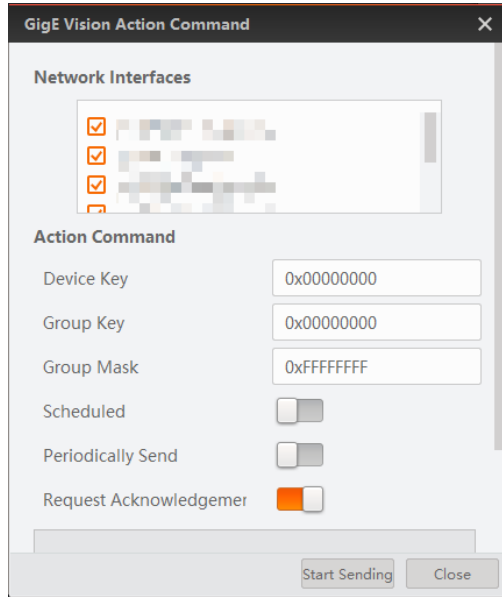 GigE Vision Action Command
Network Interfaces
Action Command
Device Key 0x00000000
Group Key 0x00000000
Group Mask 0xFFFFFFFF
Scheduled
Periodically Send
Request Acknowledgemer
Start Sending Close